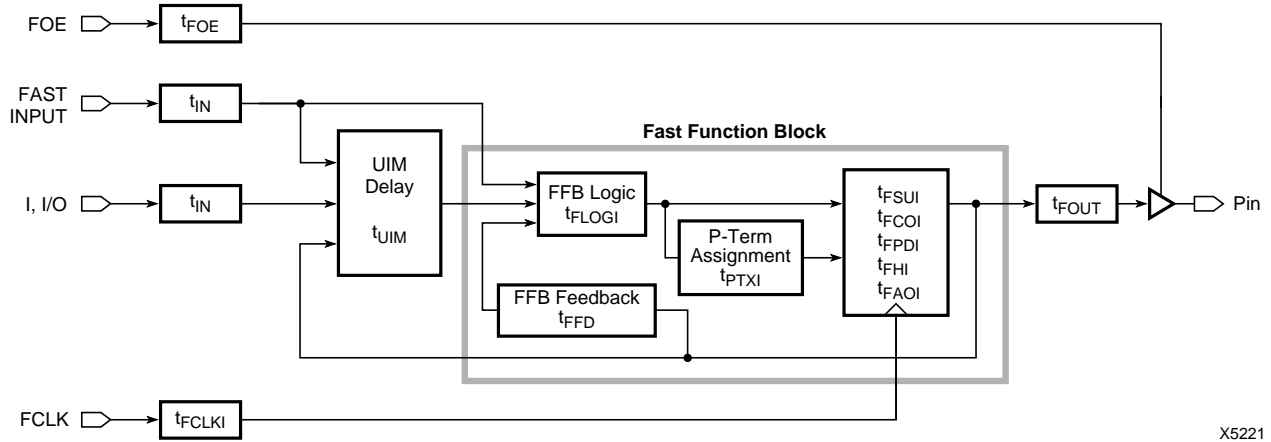 FOE
tFOE
FAST
INPUT
tIN
Fast Function Block
UIM
Delay
tUIM
I, I/O
tIN
FFB Logic
tFLOGI
P-Term
Assignment
tPTXI
FFB Feedback
tFFD
tFSUI
tFCOI
tFPDI
tFHI
tFAOI
tFOUT
Pin
FCLK
tFCLKI
X5221